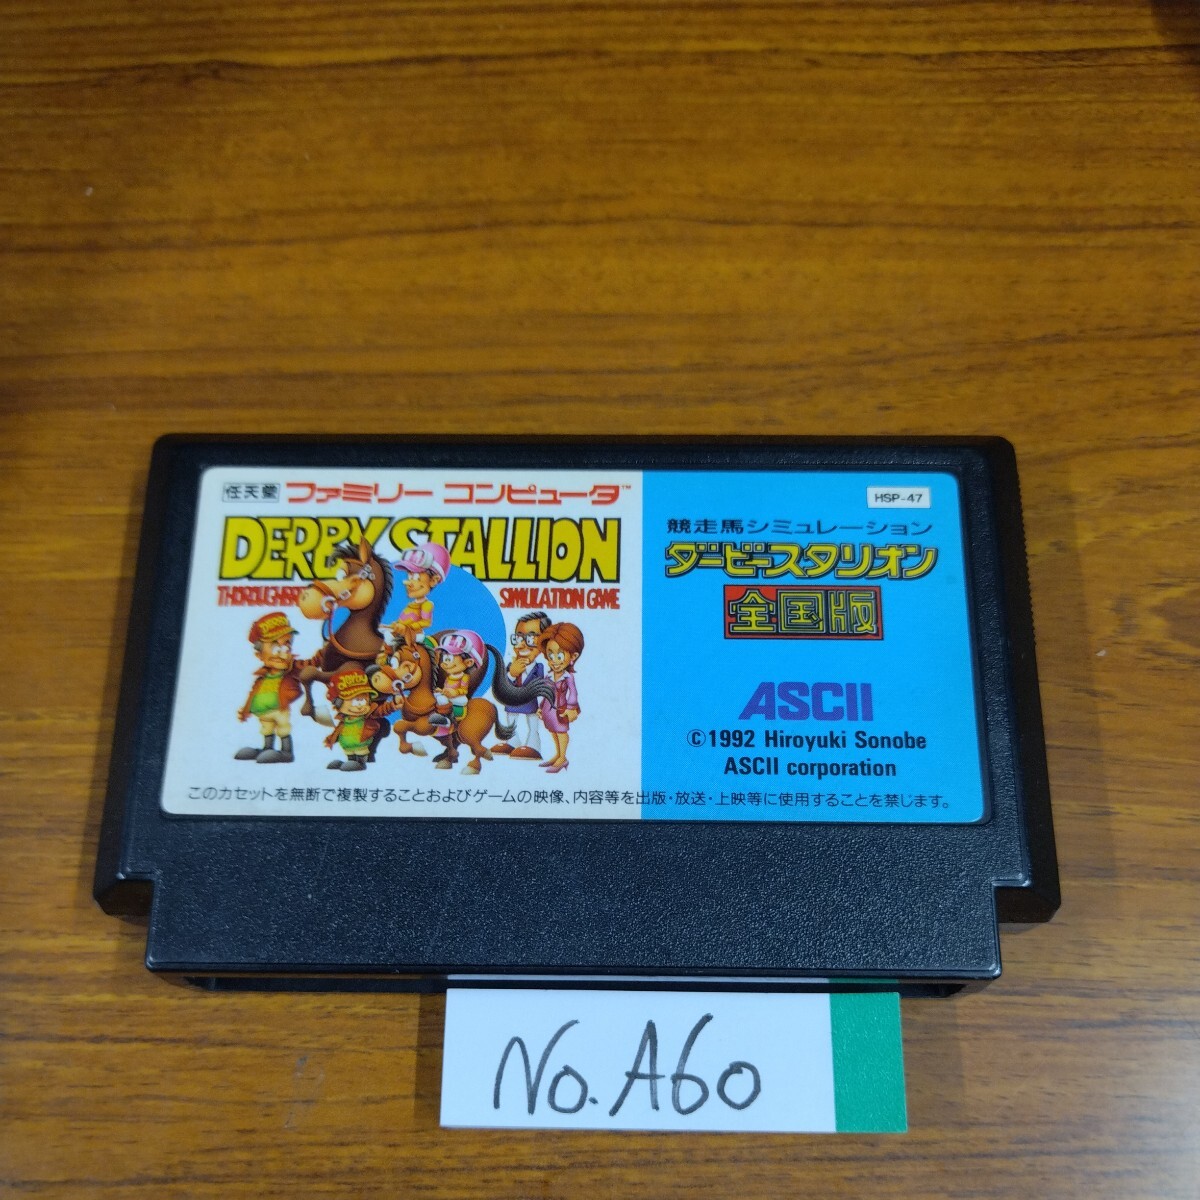 任天堂 ファミリー コンピュータ™
DERBY STALLION
THOROUGHBR SIMULATION GAME
HSP-47
競走馬シミュレーション
ダービースタリオン
全国版
ASCII
©1992 Hiroyuki Sonobe
ASCII corporation
このカセットを無断で複製することおよびゲームの映像、内容等を出版・放送・上映等に使用することを禁じます。
No. A60